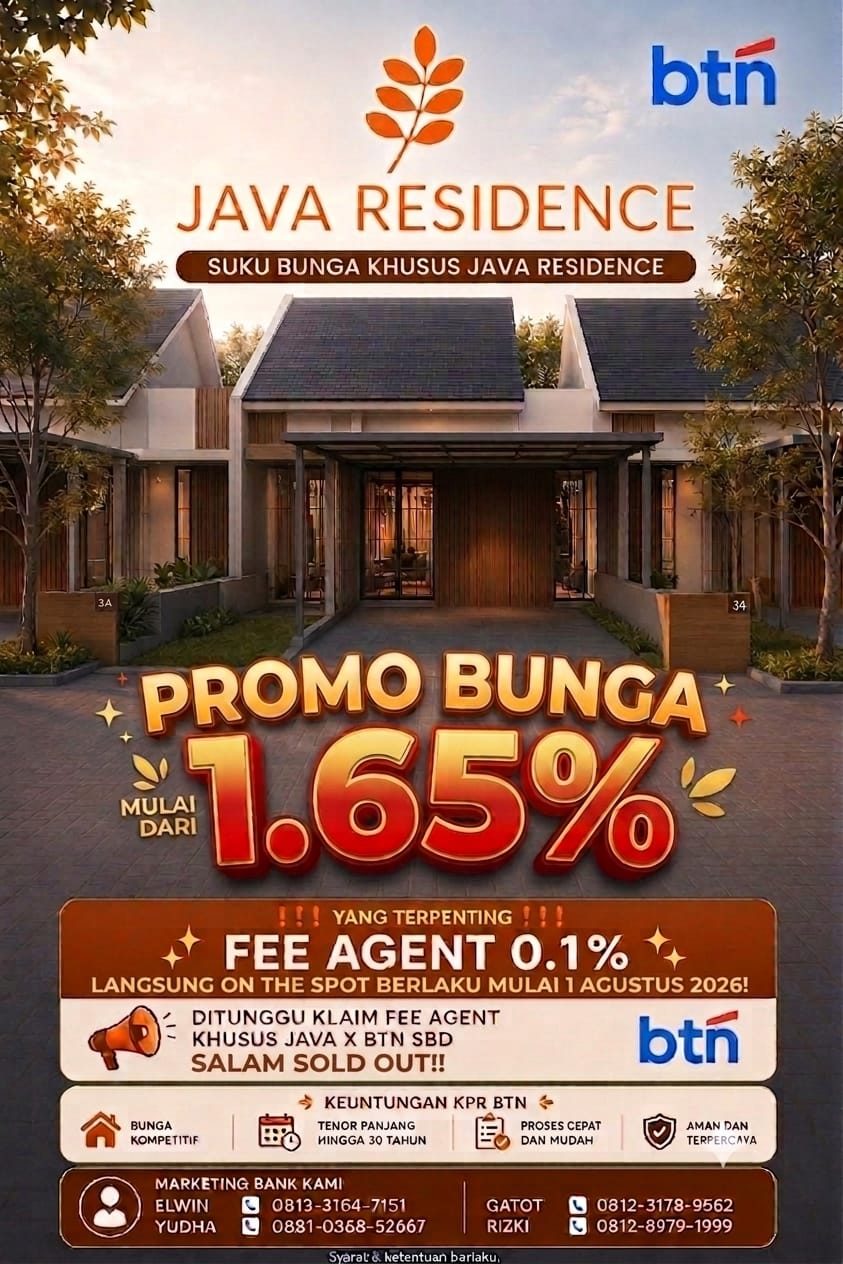 btn
JAVA RESIDENCE
SUKU BUNGA KHUSUS JAVA RESIDENCE
3A
34
PROMO BUNGA
MULAI DARI
1.65%
!!! YANG TERPENTING !!!
FEE AGENT 0.1%
LANGSUNG ON THE SPOT BERLAKU MULAI 1 AGUSTUS 2026!
DITUNGGU KLAIM FEE AGENT
KHUSUS JAVA X BTN SBD
SALAM SOLD OUT!!
btn
KEUNTUNGAN KPR BTN
BUNGA
KOMPETITIF
TENOR PANJANG
HINGGA 30 TAHUN
PROSES CEPAT
DAN MUDAH
AMAN DAN
TERPERCAYA
MARKETING BANK KAMI
ELWIN 0813-3164-7151
YUDHA 0881-0368-52667
GATOT 0812-3178-9562
RIZKI 0812-8979-1999
Syarat & ketentuan barlaku,